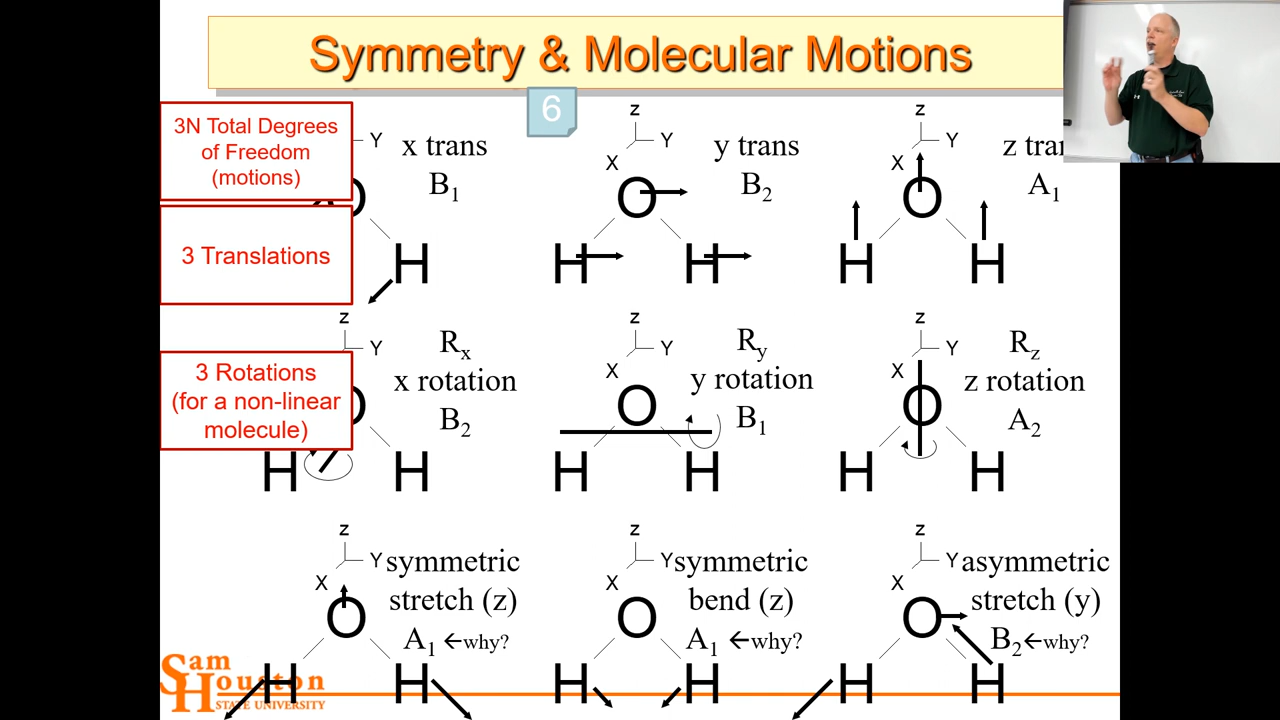 Symmetry & Molecular Motions
6
3N Total Degrees
of Freedom
(motions)
Y
x trans
B1
H
3 Translations
Z
Y
X
y trans
B2
O
H H
Z
Y
X
z
A1
O
H H
Z
Y
Rx
x rotation
B2
3 Rotations
(for a non-linear
molecule)
H H
Z
Y
X
Ry
y rotation
B1
O
H H
Z
Y
X
Rz
z rotation
A2
O
H H
Z
Y
X
symmetric
stretch (z)
A1 ←why?
O
H H
Z
Y
X
symmetric
bend (z)
A1 ←why?
O
H H
Z
Y
X
asymmetric
stretch (y)
B2←why?
O
H H
Sam
Houston
STATE UNIVERSITY